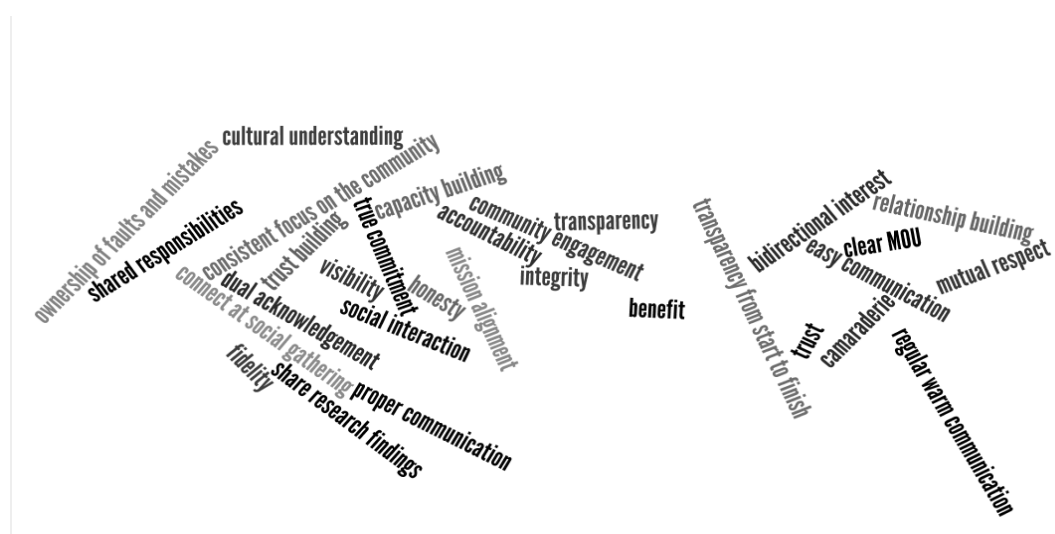 cultural understanding
ownership of faults and mistakes
shared responsibilities
consistent focus on the community
trust building
capacity building
true commitment
community engagement
accountability
transparency
integrity
visibility
honesty
mission alignment
social interaction
connect at social gathering
dual acknowledgement
fidelity
share research findings
proper communication
benefit
transparency from start to finish
bidirectional interest
relationship building
clear MOU
easy communication
mutual respect
trust
camaraderie
regular warm communication